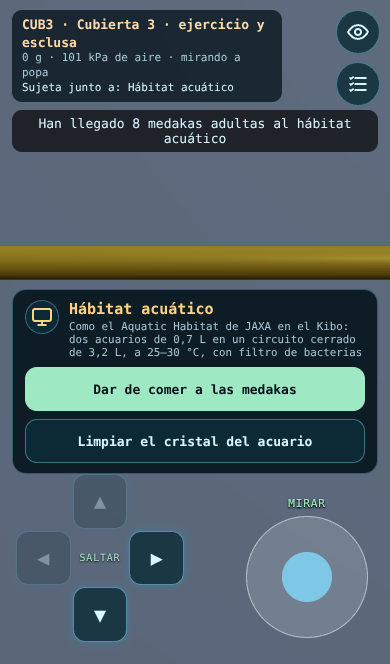 CUB3 · Cubierta 3 · ejercicio y
esclusa
0 g · 101 kPa de aire · mirando a
popa
Sujeta junto a: Hábitat acuático
Han llegado 8 medakas adultas al hábitat
acuático
Hábitat acuático
Como el Aquatic Habitat de JAXA en el Kibo:
dos acuarios de 0,7 L en un circuito cerrado
de 3,2 L, a 25–30 °C, con filtro de bacterias
Dar de comer a las medakas
Limpiar el cristal del acuario
SALTAR
MIRAR